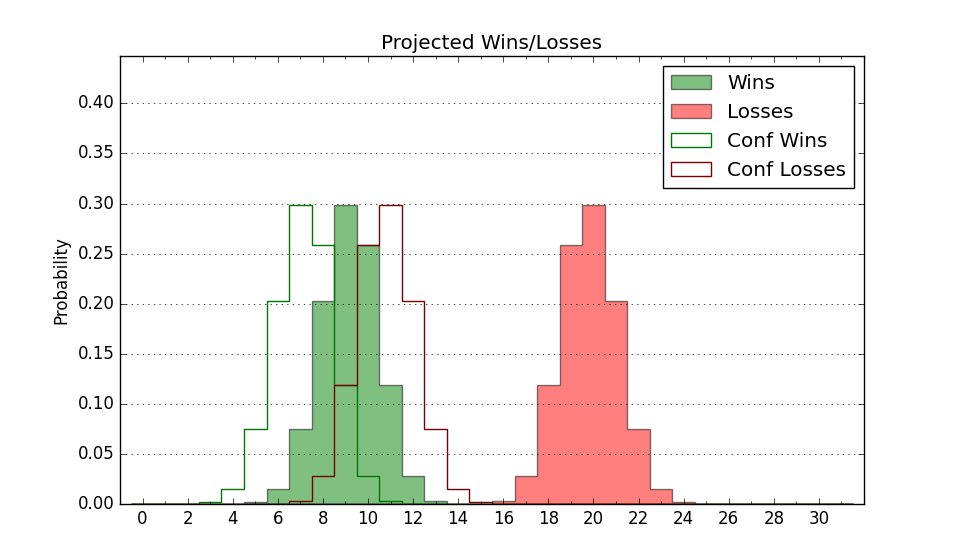 Projected Wins/Losses
Wins
Losses
Conf Wins
Conf Losses
Probability
0.40
0.35
0.30
0.25
0.20
0.15
0.10
0.05
0.00
0 2 4 6 8 10 12 14 16 18 20 22 24 26 28 30